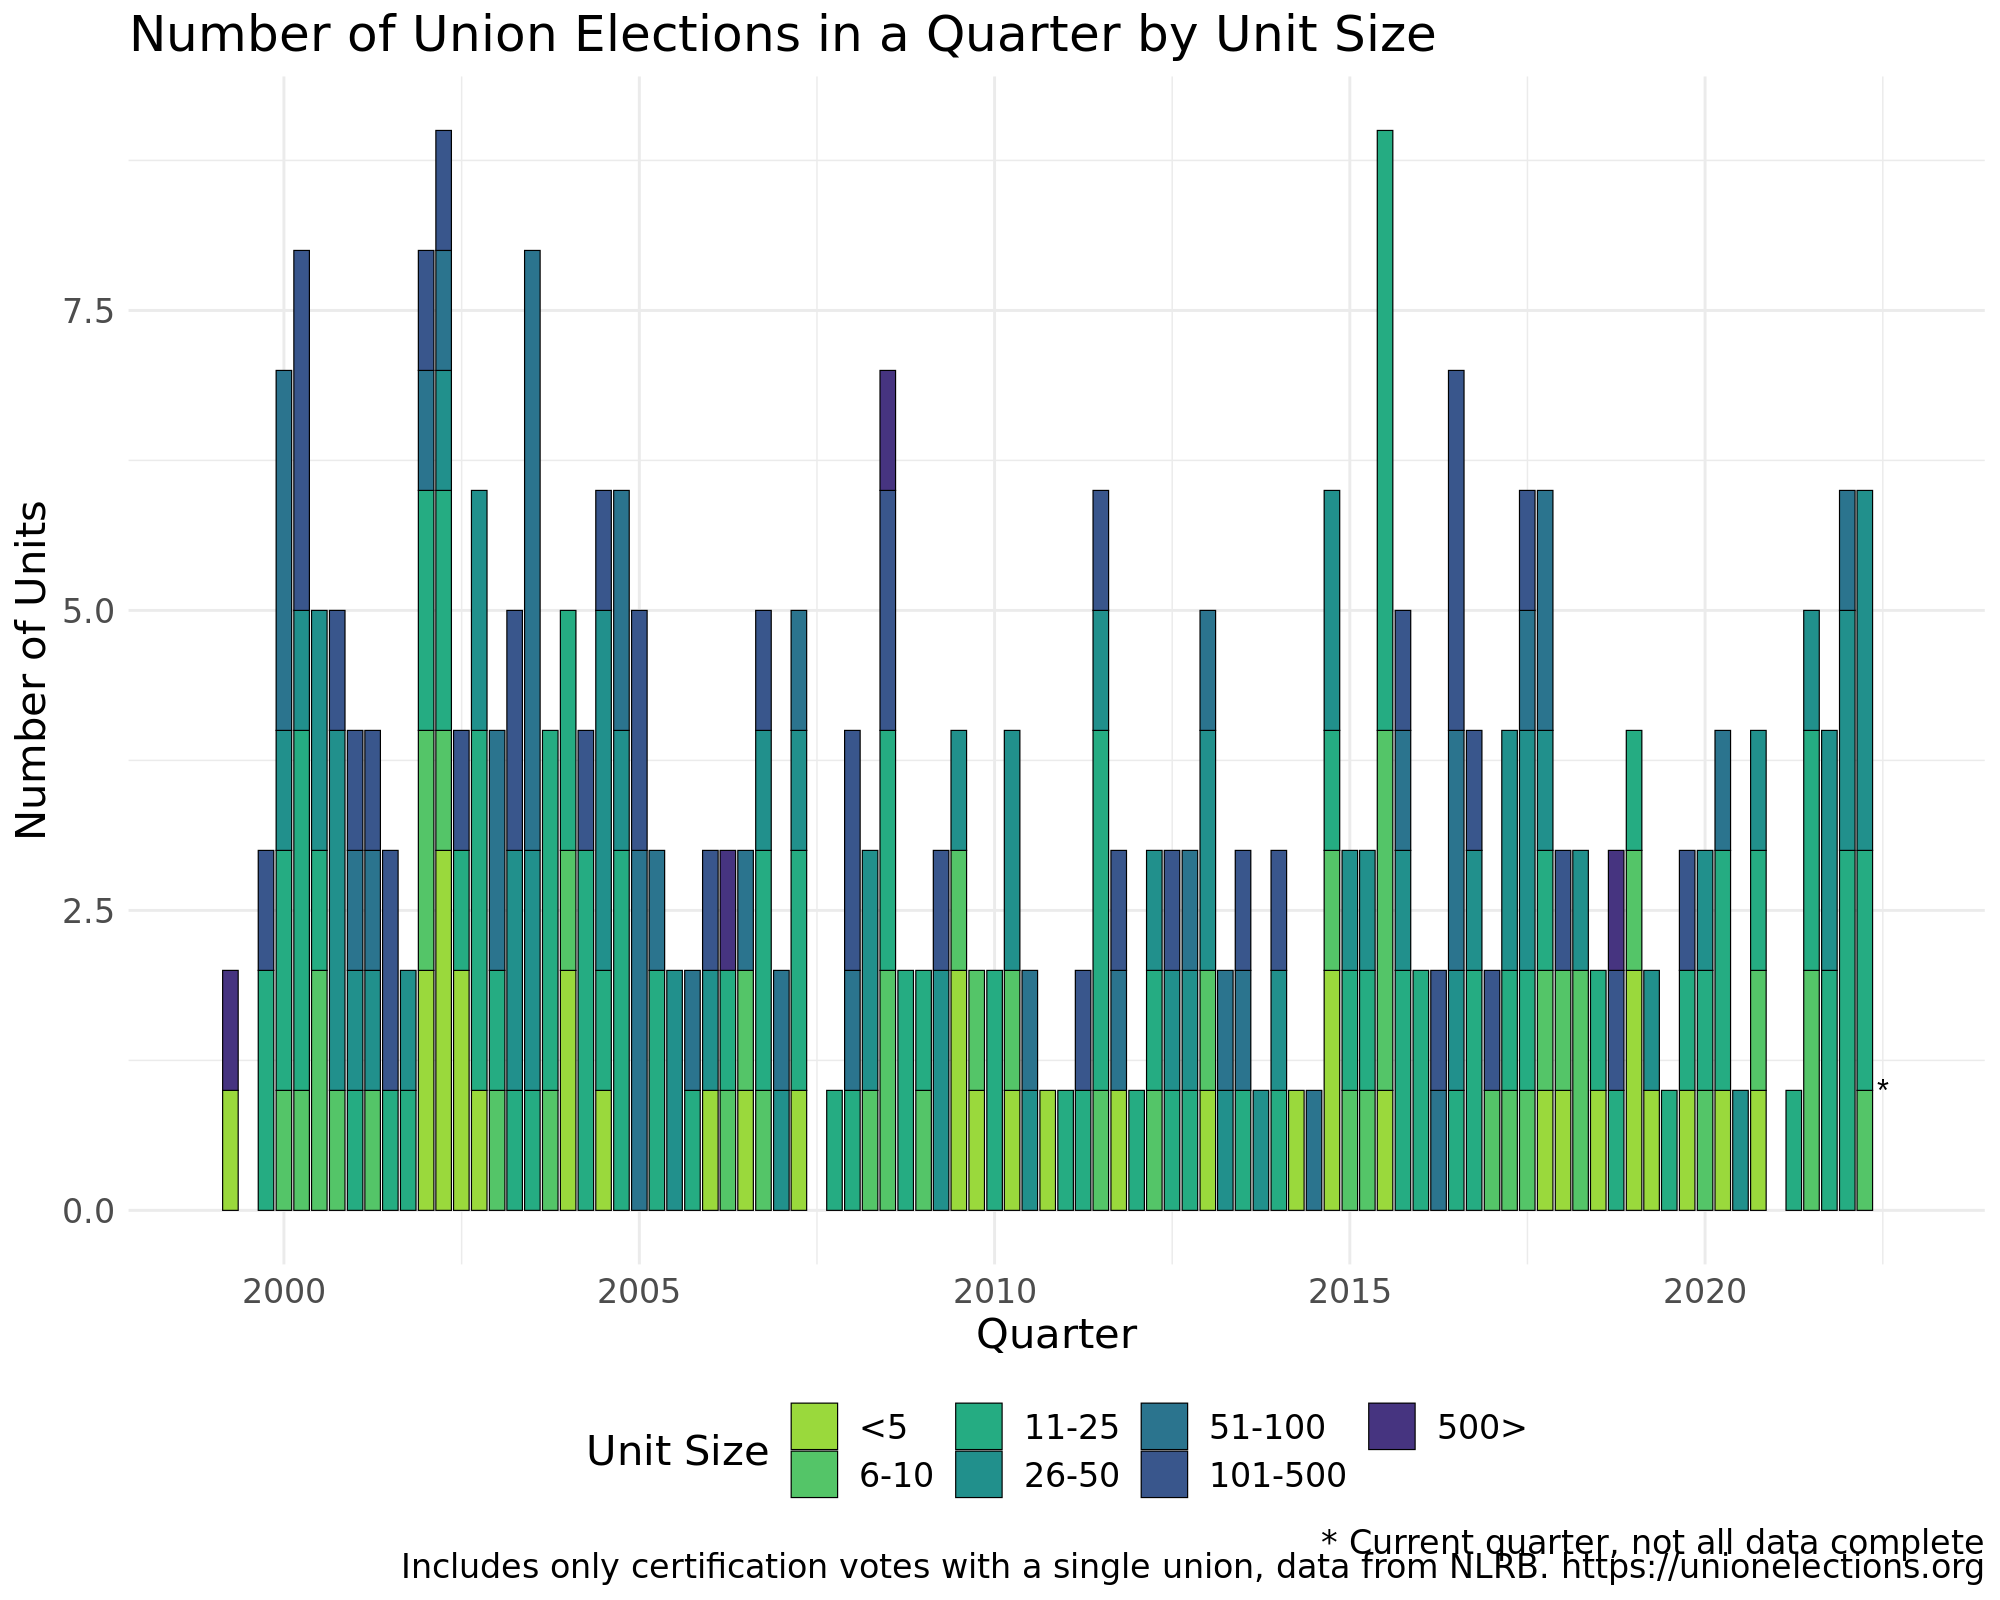 Number of Union Elections in a Quarter by Unit Size
Number of Units
7.5
5.0
2.5
0.0
*
2000 2005 2010 2015 2020
Quarter
Unit Size
<5 11-25 51-100 500>
6-10 26-50 101-500
* Current quarter, not all data complete
Includes only certification votes with a single union, data from NLRB. https://unionelections.org